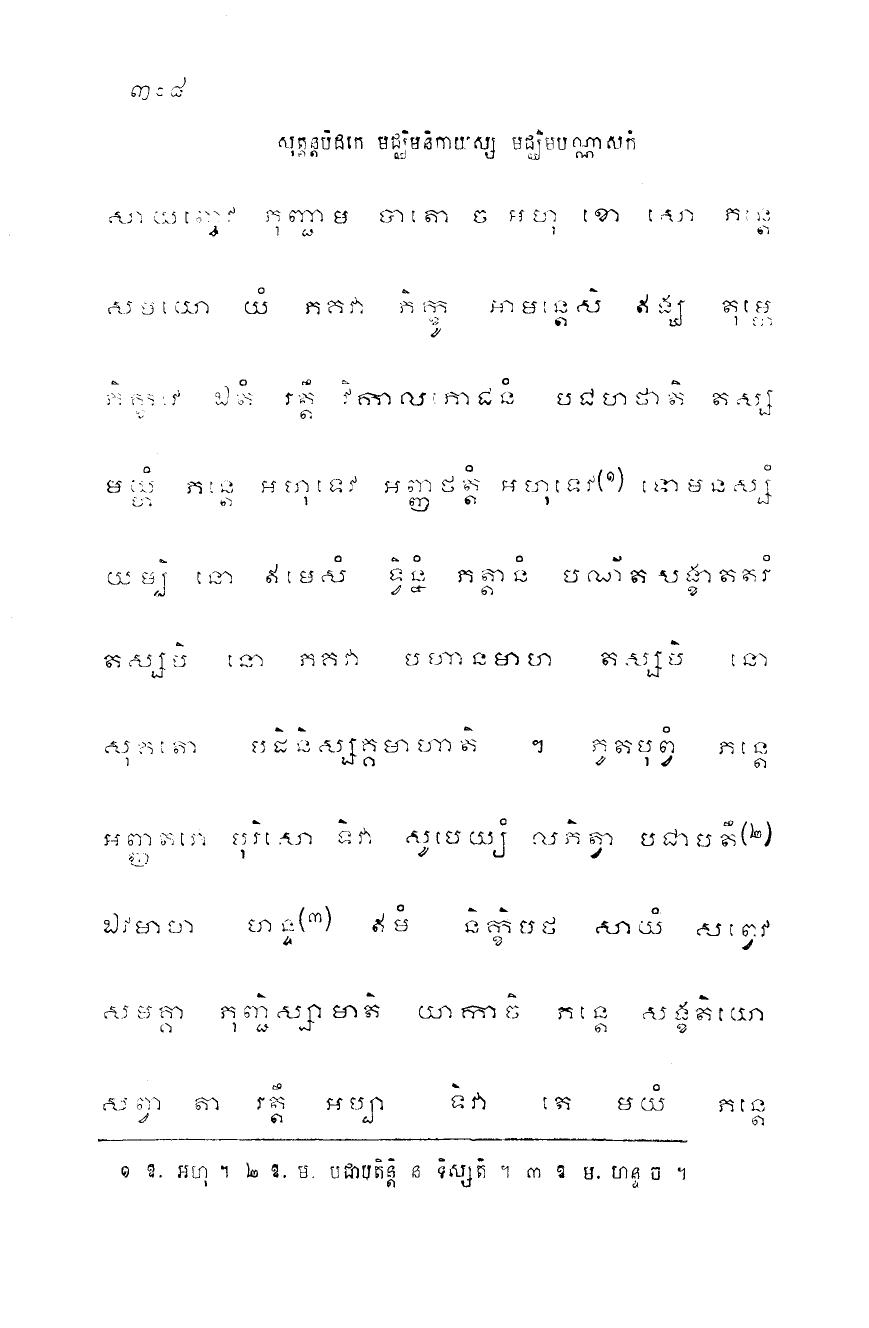 ៣០៨
សុត្តន្តបិដកេ មជ្ឈិមនិកាយស្ស មជ្ឈិមបណ្ណាសកំ
សាយញ្ចេវ ភុញ្ជាម បាតោ ច អហុ ខោ សោ ភន្តេ
សមយោ យំ ភគវា ភិក្ខូ អាមន្តេសិ ឥង្ឃ តុម្ហេ
ភិក្ខវេ ឯតំ រត្តឹ វិកាលភោជនំ បជហថាតិ តស្ស
មយ្ហំ ភន្តេ អហុទេវ អញ្ញថត្តំ អហុទេវ(១) ទោមនស្សំ
យម្បិ នោ ឥមេសំ ទ្វិន្នំ ភត្តានំ បណីតសង្ខាតតរំ
តស្សបិ នោ ភគវា បហានមាហ តស្សបិ នោ
សុគតោ បដិនិស្សគ្គមាហាតិ ។ ភូតបុព្វំ ភន្តេ
អញ្ញតរោ បុរិសោ ទិវា សូបេយ្យំ លភិត្វា បជាបតឹ(២)
ឯវមាហ ហន្ទ(៣) ឥមំ និក្ខិបថ សាយំ សព្វេវ
សមគ្គា ភុញ្ជិស្សាមាតិ យាកាចិ ភន្តេ សង្ខតិយោ
សព្វា តា រត្តឹ អប្បា ទិវា តេ មយំ ភន្តេ
១ ឱ. អហុ ។ ២ ឱ. ម. បជាបតិន្តិ ន ទិស្សតិ ។ ៣ ឱ ម. ហន្ទ ច ។